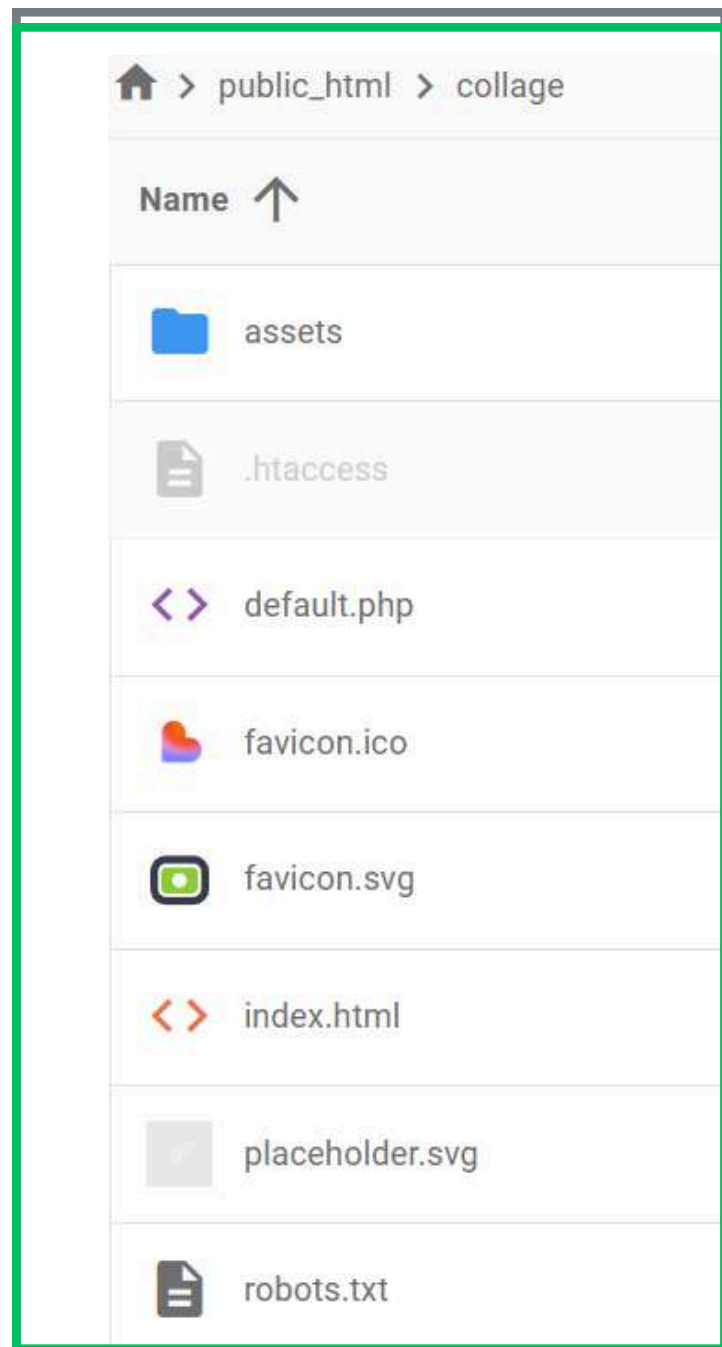 public_html > collage
Name
assets
.htaccess
default.php
favicon.ico
favicon.svg
index.html
placeholder.svg
robots.txt